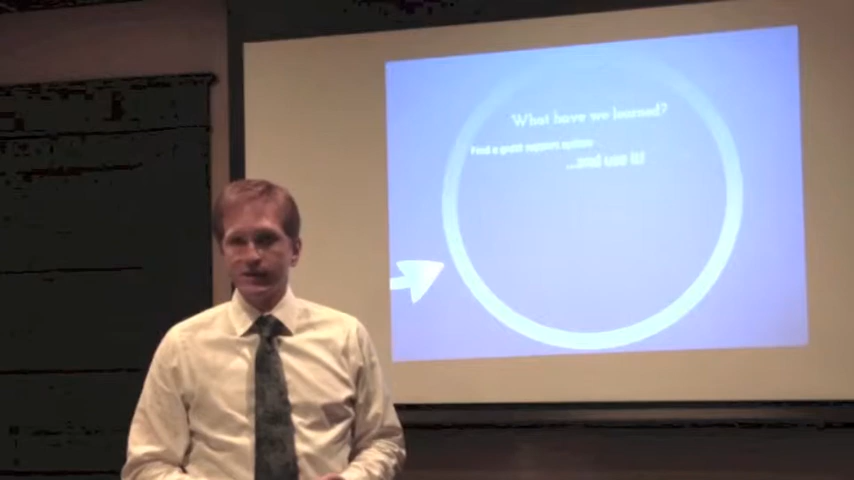 What have we learned?
Find a great support system
...and use it!